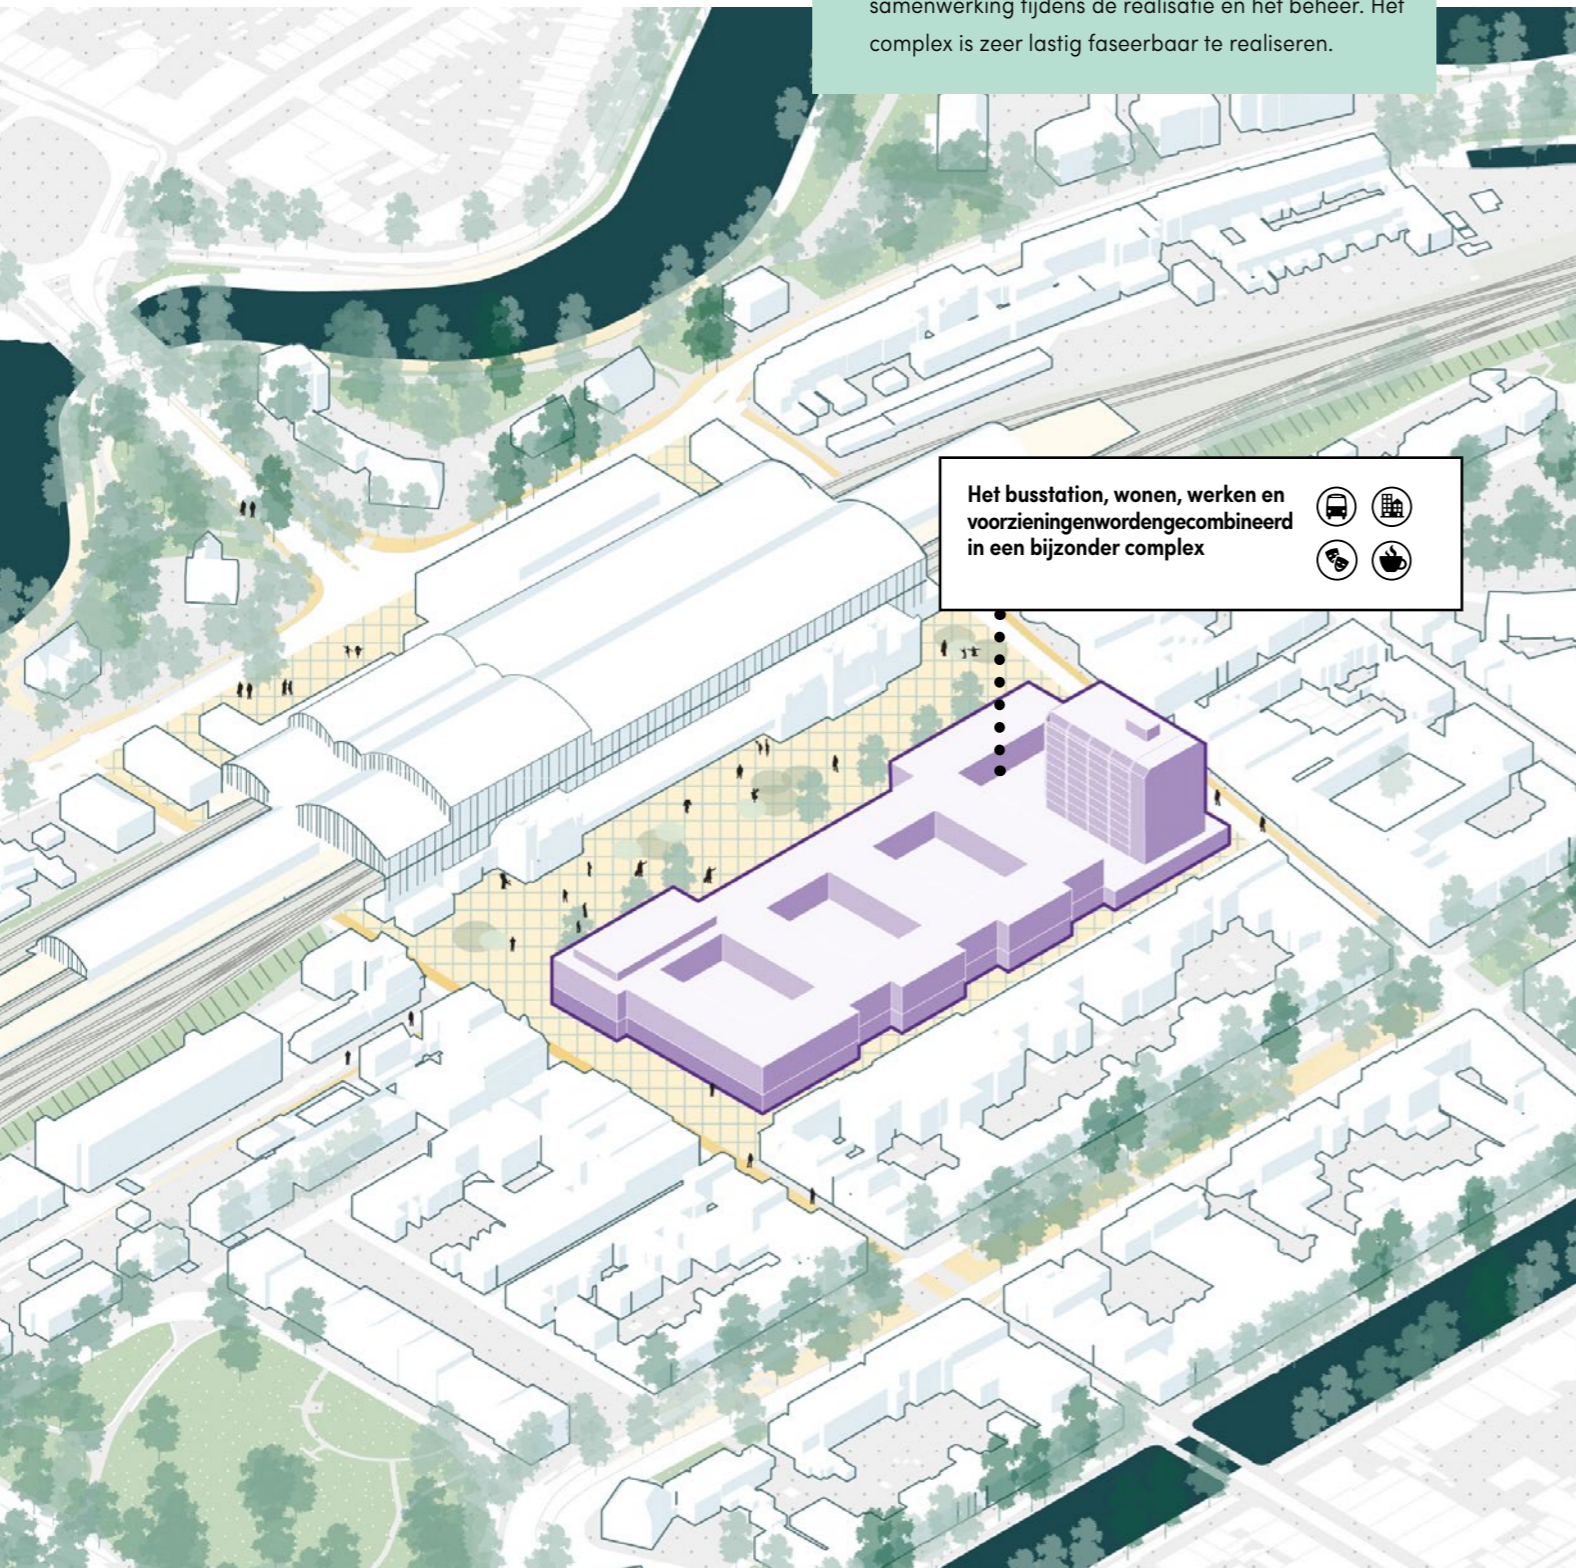 samenwerking tijdens de realisatie en het beheer. Het
complex is zeer lastig faseerbaar te realiseren.
Het busstation, wonen, werken en
voorzieningenwordengecombineerd
in een bijzonder complex